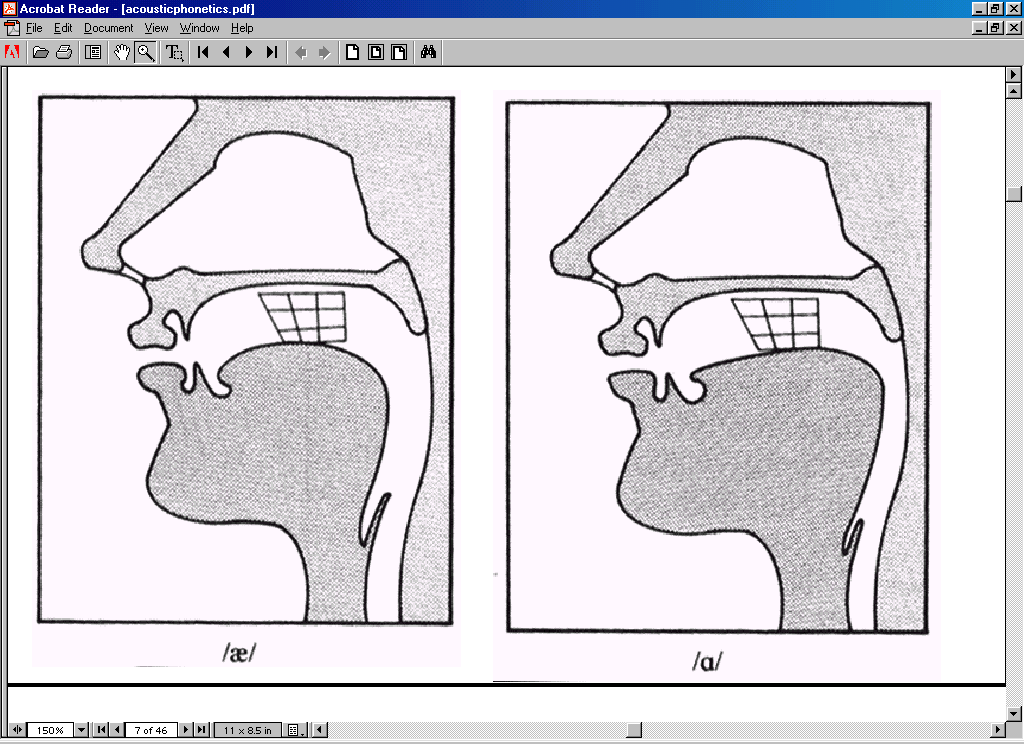 Acrobat Reader - [acousticphonetics.pdf]
File Edit Document View Window Help
/æ/
/ɑ/
150%
7 of 46
11 x 8.5 in